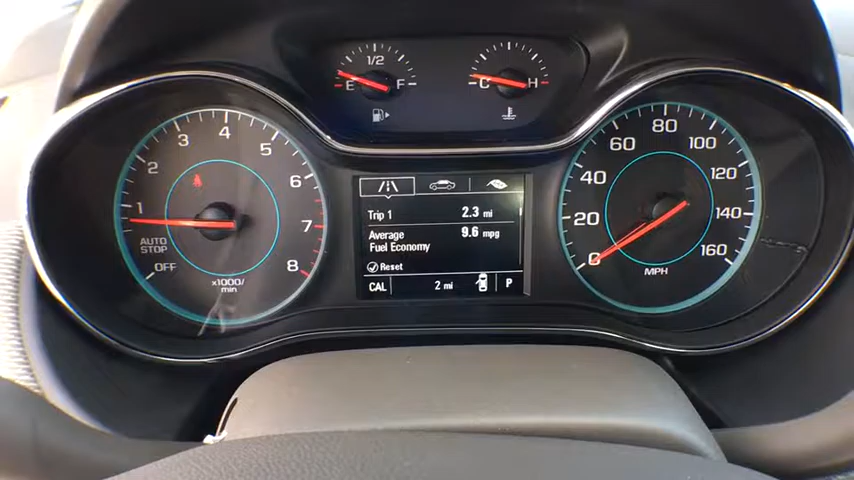 1/2
E F
C H
1 2 3 4 5 6 7 8
AUTO
STOP
OFF
x1000/
min
Trip 1 2.3 mi
Average 9.6 mpg
Fuel Economy
Reset
CAL 2 mi P
0 20 40 60 80 100 120 140 160
MPH